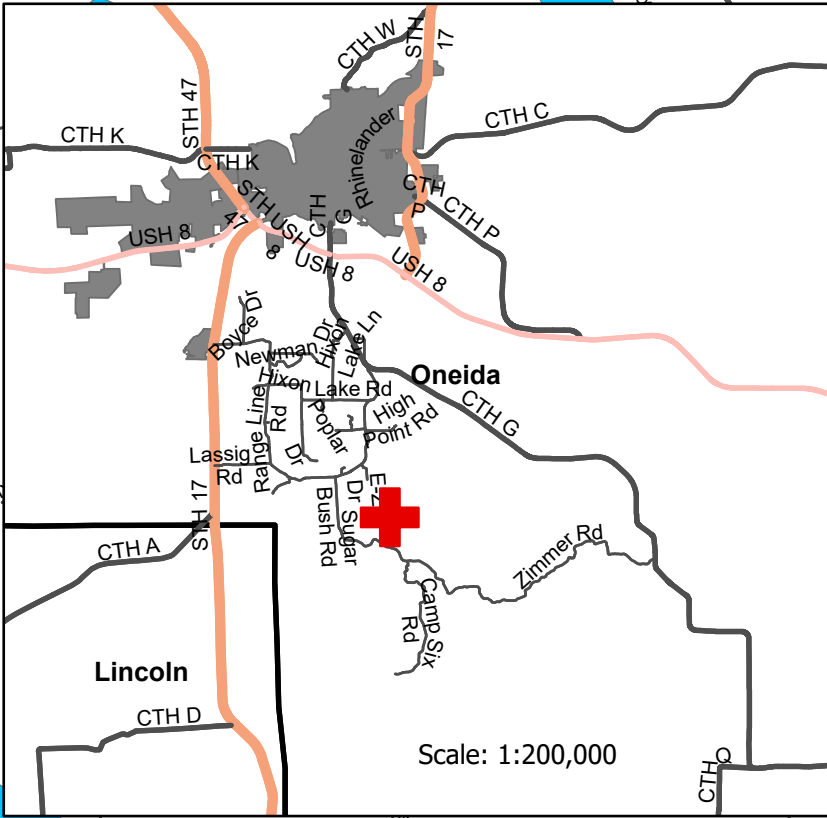 CTH W
STH
17
STH 47
CTH K
CTH C
CTH K
Rhinelander
CTH
P
CTH P
STH
47
USH
8
CTH
G
USH 8
USH 8
USH 8
Boyce Dr
Newman
Dr
Hixon
Lake Ln
Hixon
Lake Rd
Oneida
CTH G
High
Point Rd
Poplar
Dr
Range Line
Rd
Lassig
Rd
E-Z
Dr
Sugar
Bush Rd
STH 17
CTH A
Zimmer Rd
Camp Six
Rd
Lincoln
CTH D
Scale: 1:200,000
CTH Q